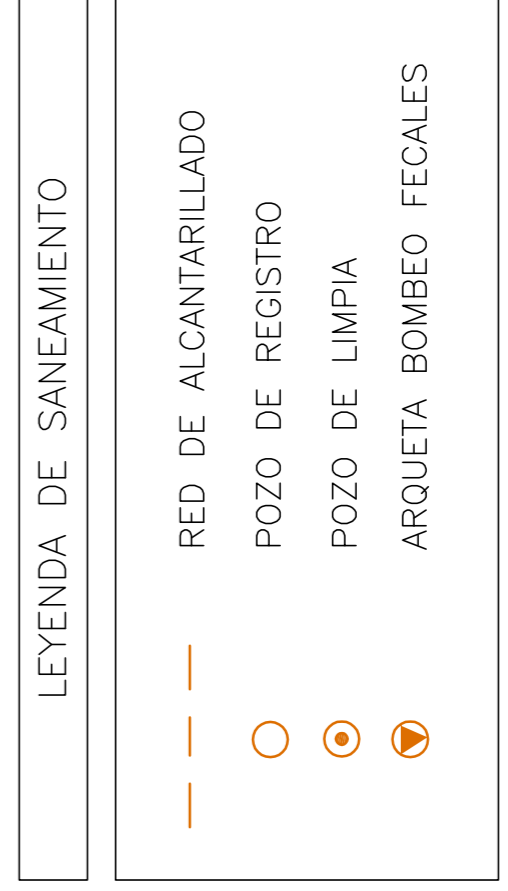 LEYENDA DE SANEAMIENTO
RED DE ALCANTARILLADO
POZO DE REGISTRO
POZO DE LIMPIA
ARQUETA BOMBEO FECALES